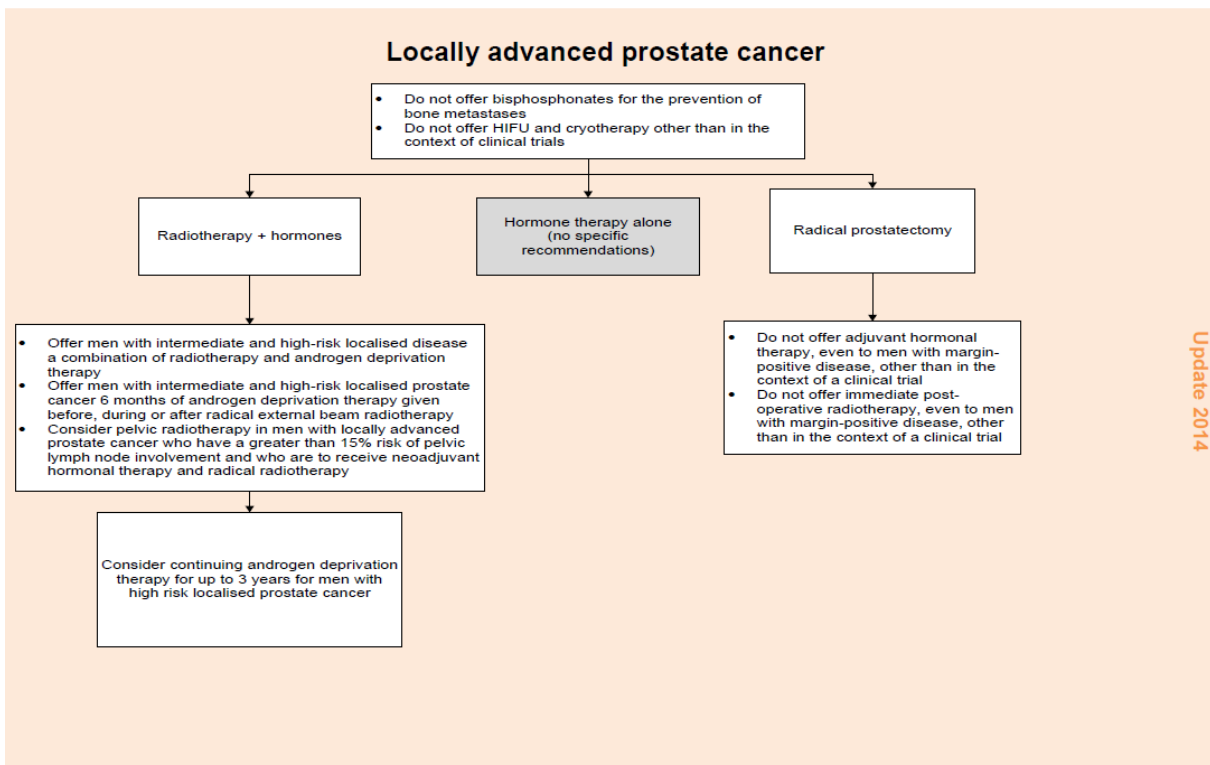 Locally advanced prostate cancer
• Do not offer bisphosphonates for the prevention of
bone metastases
• Do not offer HIFU and cryotherapy other than in the
context of clinical trials
Radiotherapy + hormones
Hormone therapy alone
(no specific
recommendations)
Radical prostatectomy
• Offer men with intermediate and high-risk localised disease
a combination of radiotherapy and androgen deprivation
therapy
• Offer men with intermediate and high-risk localised prostate
cancer 6 months of androgen deprivation therapy given
before, during or after radical external beam radiotherapy
• Consider pelvic radiotherapy in men with locally advanced
prostate cancer who have a greater than 15% risk of pelvic
lymph node involvement and who are to receive neoadjuvant
hormonal therapy and radical radiotherapy
• Do not offer adjuvant hormonal
therapy, even to men with margin-
positive disease, other than in the
context of a clinical trial
• Do not offer immediate post-
operative radiotherapy, even to men
with margin-positive disease, other
than in the context of a clinical trial
Consider continuing androgen deprivation
therapy for up to 3 years for men with
high risk localised prostate cancer
Update 2014